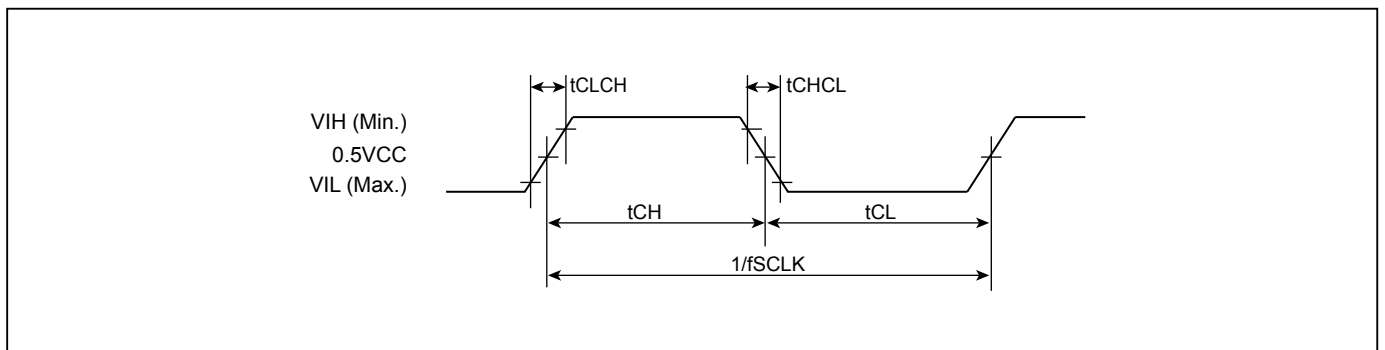 tCLCH
tCHCL
VIH (Min.)
0.5VCC
VIL (Max.)
tCH
tCL
1/fSCLK